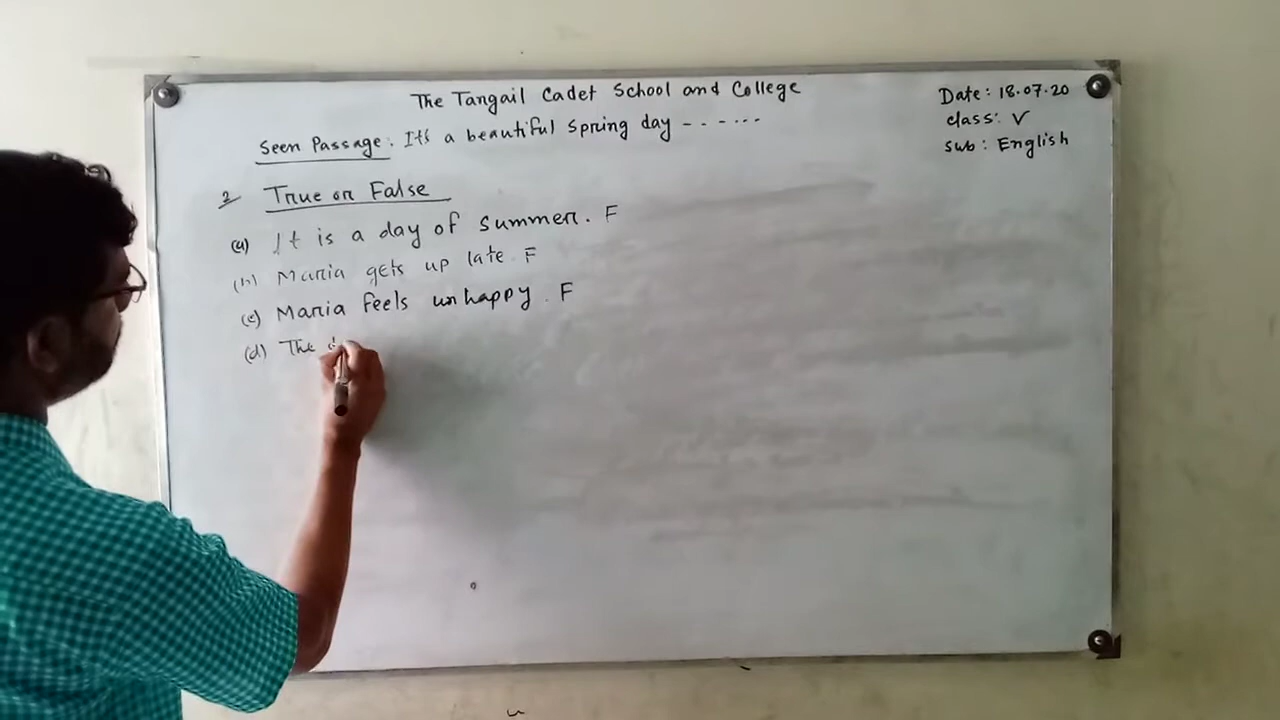 The Tangail Cadet School and College
Date: 18.07.20
Seen Passage: It's a beautiful Spring day - - - - - -
class: V
Sub: English
2 True or False
(a) It is a day of summer. F
(b) Maria gets up late. F
(c) Maria feels unhappy. F
(d) The